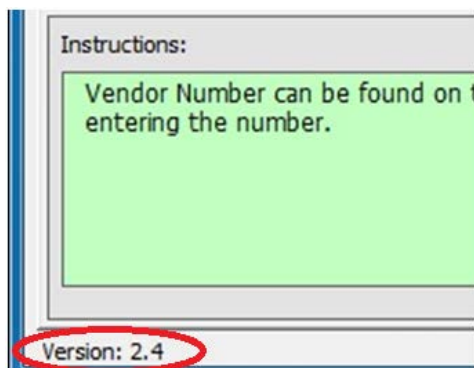 Instructions:
Vendor Number can be found on
entering the number.
Version: 2.4